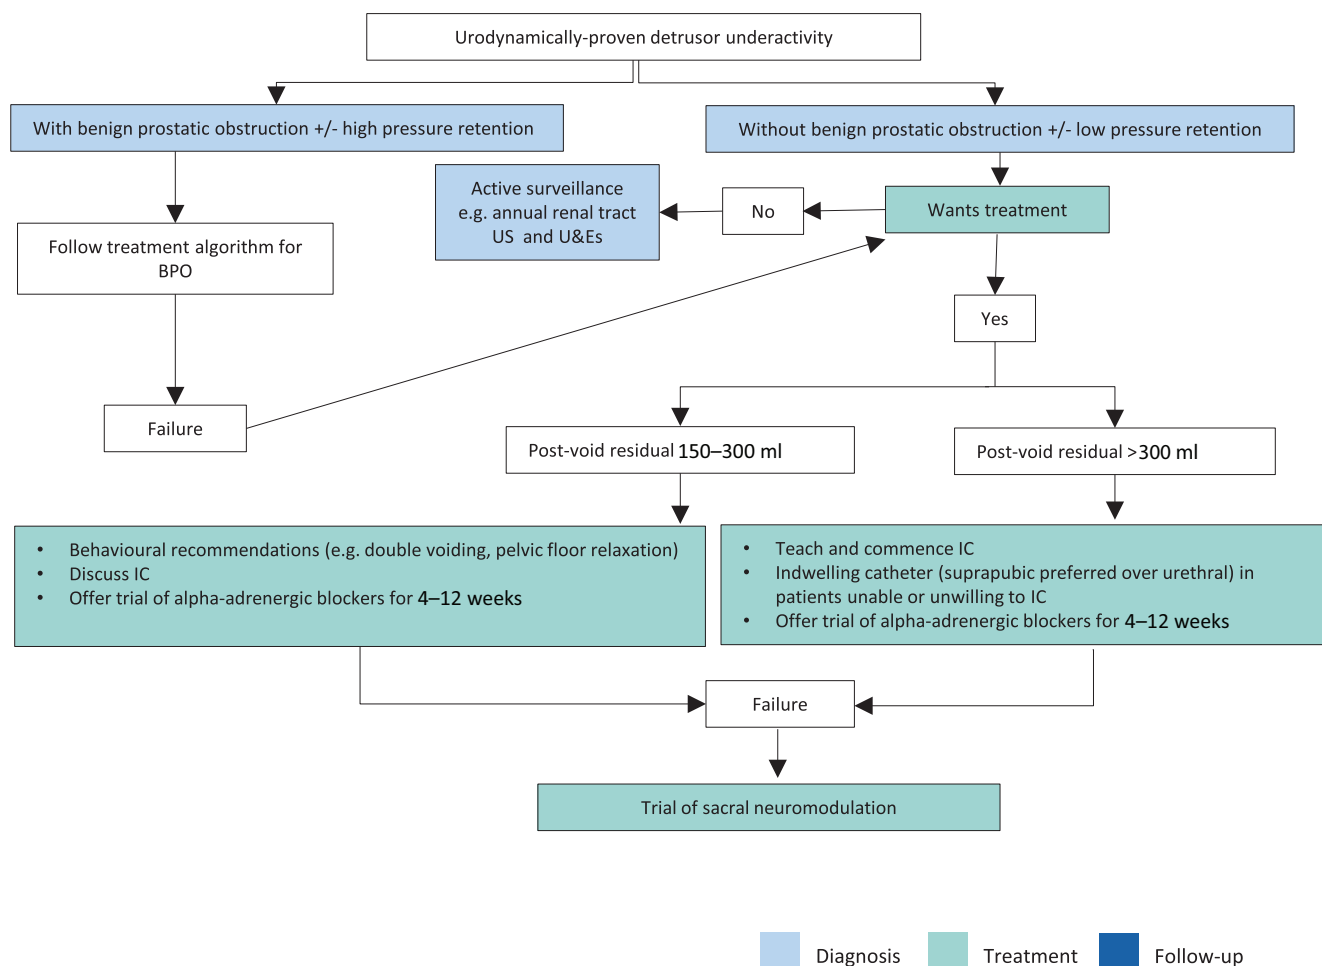 Urodynamically-proven detrusor underactivity
With benign prostatic obstruction +/- high pressure retention
Without benign prostatic obstruction +/- low pressure retention
Active surveillance
e.g. annual renal tract
US and U&Es
No
Wants treatment
Follow treatment algorithm for
BPO
Yes
Failure
Post-void residual 150–300 ml
Post-void residual >300 ml
• Behavioural recommendations (e.g. double voiding, pelvic floor relaxation)
• Discuss IC
• Offer trial of alpha-adrenergic blockers for 4–12 weeks
• Teach and commence IC
• Indwelling catheter (suprapubic preferred over urethral) in
patients unable or unwilling to IC
• Offer trial of alpha-adrenergic blockers for 4–12 weeks
Failure
Trial of sacral neuromodulation
Diagnosis
Treatment
Follow-up